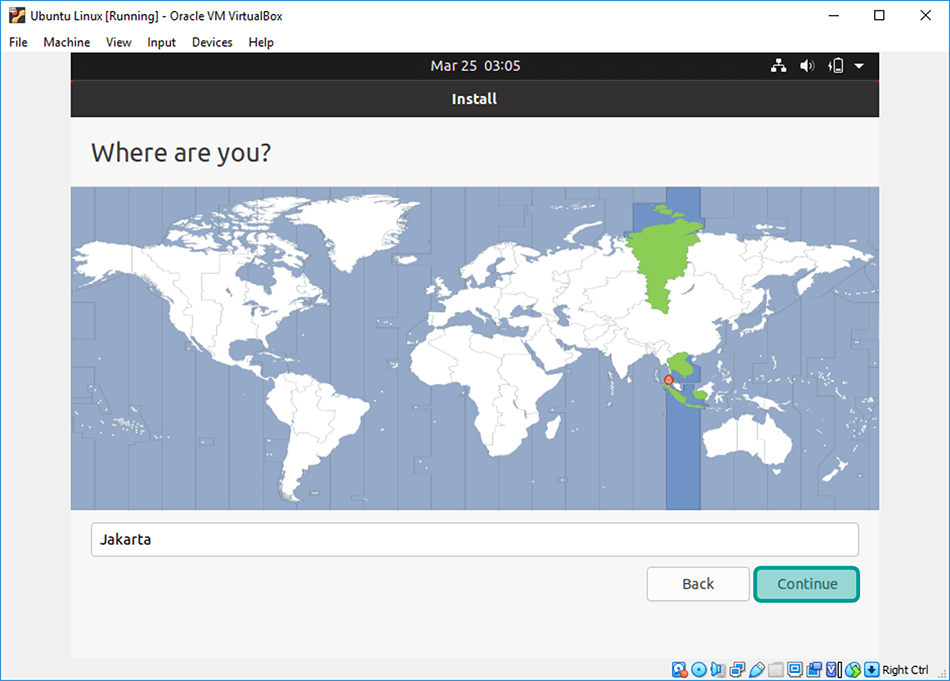 Ubuntu Linux [Running] - Oracle VM VirtualBox
File Machine View Input Devices Help
Mar 25 03:05
Install
Where are you?
Jakarta
Back Continue
Right Ctrl